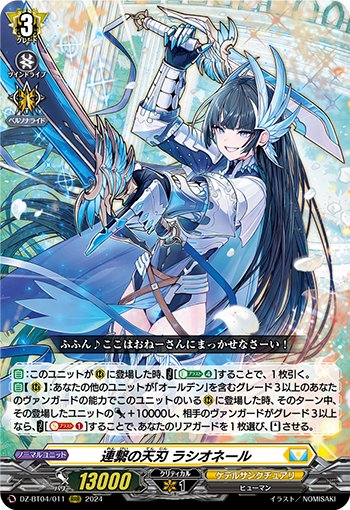 3
グレード
ツインドライブ
ペルソナライド
ふふん♪ここはおねーさんにまっかせなさーい！
自：このユニットがⓇに登場した時、【コスト】[カウンターブラスト 4]することで、1枚引く。
自【Ⓡ】：あなたの他のユニットが「オールデン」を含むグレード３以上のあなた
のヴァンガードの能力でこのユニットのいるⓇに登場した時、そのターン中、
その登場したユニットの＋10000し、相手のヴァンガードがグレード３以上
なら、【コスト】[カウンターブラスト 1]することで、あなたのリアガードを１枚選び、スタンドする。
ノーマルユニット
連繋の天刃 ラシオネール
パワー
13000
クリティカル
1
ケテルサンクチュアリ
ヒューマン
D DZ-BT04/011 RRR 2024
イラスト／NOMISAKI